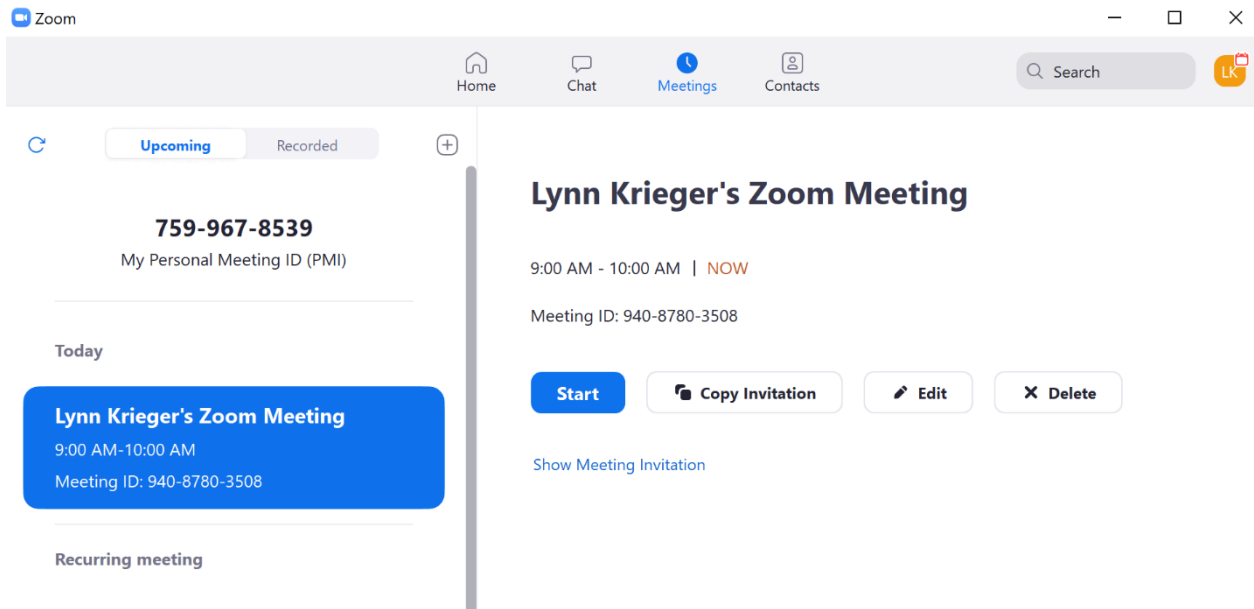 Zoom
Home
Chat
Meetings
Contacts
Search
LK
Upcoming
Recorded
759-967-8539
My Personal Meeting ID (PMI)
Today
Lynn Krieger's Zoom Meeting
9:00 AM-10:00 AM
Meeting ID: 940-8780-3508
Recurring meeting
Lynn Krieger's Zoom Meeting
9:00 AM - 10:00 AM | NOW
Meeting ID: 940-8780-3508
Start
Copy Invitation
Edit
Delete
Show Meeting Invitation